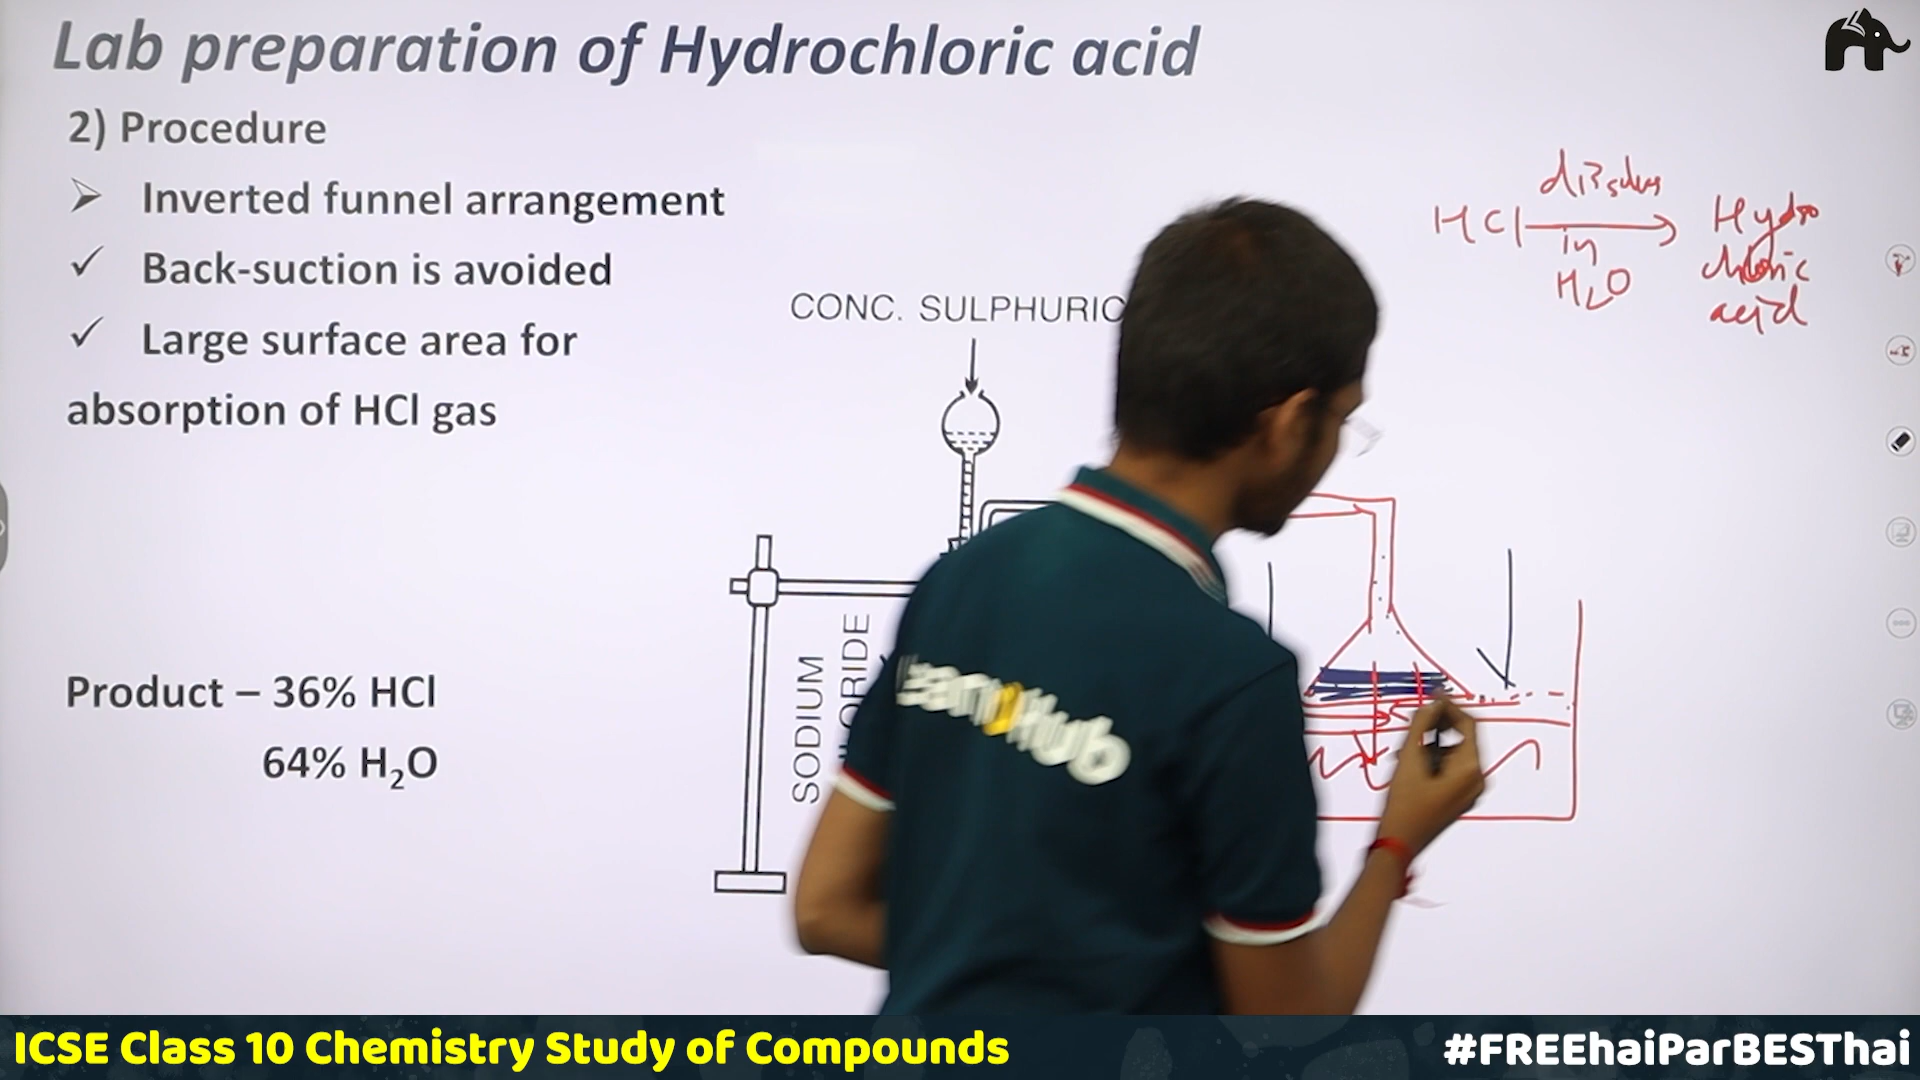 Lab preparation of Hydrochloric acid
2) Procedure
➢ Inverted funnel arrangement
✓ Back-suction is avoided
✓ Large surface area for
absorption of HCl gas
Product – 36% HCl
64% H₂O
CONC. SULPHURIC
SODIUM
HCl
in
H₂O
Hydro
chloric
acid
ICSE Class 10 Chemistry Study of Compounds
#FREEhaiParBESThai